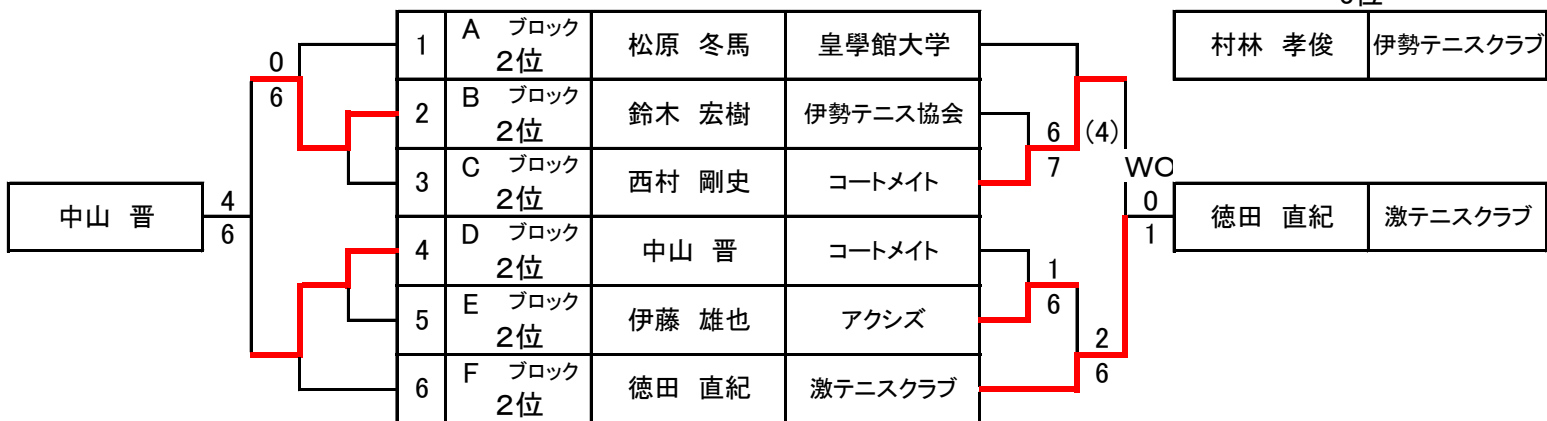 1 A ブロック 2位 松原 冬馬 皇學館大学
2 B ブロック 2位 鈴木 宏樹 伊勢テニス協会
3 C ブロック 2位 西村 剛史 コートメイト
4 D ブロック 2位 中山 晋 コートメイト
5 E ブロック 2位 伊藤 雄也 アクシズ
6 F ブロック 2位 徳田 直紀 激テニスクラブ
0
6
中山 晋
4
6
6 (4)
7
1
6
2
6
WO
0
1
村林 孝俊 伊勢テニスクラブ
徳田 直紀 激テニスクラブ